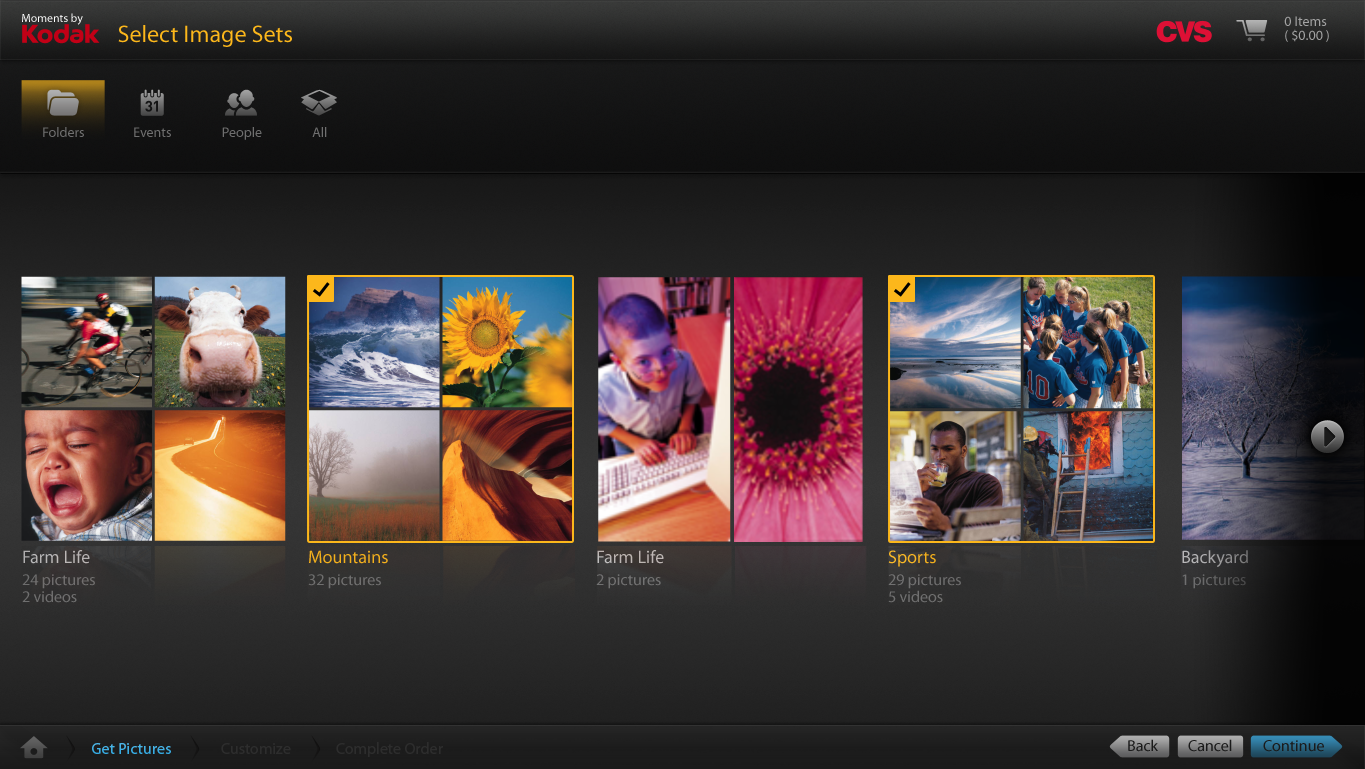 Moments by
Kodak
Select Image Sets
CVS
0 Items
( $0.00 )
31
Folders
Events
People
All
10
Farm Life
24 pictures
2 videos
Mountains
32 pictures
Farm Life
2 pictures
Sports
29 pictures
5 videos
Backyard
1 pictures
Get Pictures
Customize
Complete Order
Back
Cancel
Continue